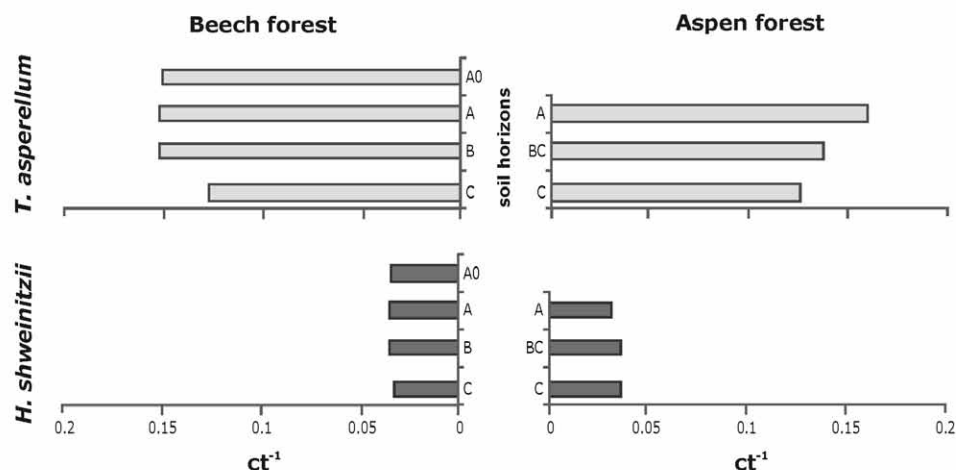 Beech forest
Aspen forest
T. asperellum
A0
A
B
C
soil horizons
A
BC
C
H. shweinitzii
A0
A
B
C
A
BC
C
0.2 0.15 0.1 0.05 0
0 0.05 0.1 0.15 0.2
ct-1
ct-1